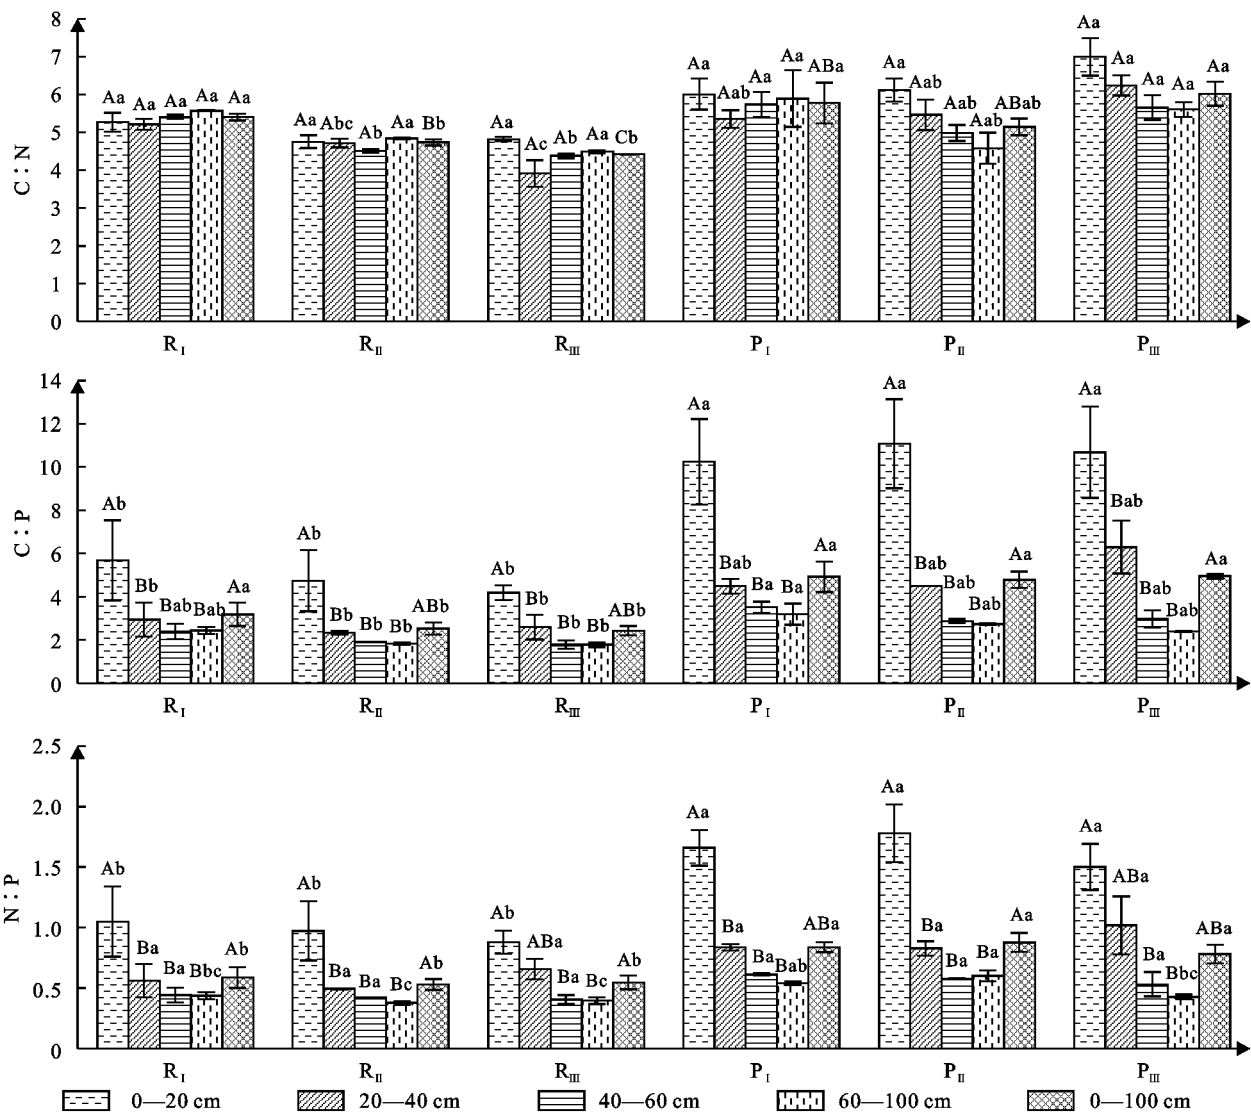 8
7
6
5
4
3
2
1
0
C∶N
Aa Aa Aa Aa Aa
Aa Abc Ab Aa Bb
Aa Ac Ab Aa Cb
Aa Aab Aa Aa ABa
Aa Aab Aab Aab ABab
Aa Aa Aa Aa Aa
RⅠ RⅡ RⅢ PⅠ PⅡ PⅢ
14
12
10
8
6
4
2
0
C∶P
Ab Bb Bab Bab Aa
Ab Bb Bb Bb ABb
Ab Bb Bb Bb ABb
Aa Bab Ba Ba Aa
Aa Bab Bab Bab Aa
Aa Bab Bab Bab Aa
RⅠ RⅡ RⅢ PⅠ PⅡ PⅢ
2.5
2.0
1.5
1.0
0.5
0
N∶P
Ab Ba Ba Bbc Ab
Ab Ba Ba Bc Ab
Ab ABa Ba Bc Ab
Aa Ba Ba Bab ABa
Aa Ba Ba Ba Aa
Aa ABa Ba Bbc ABa
RⅠ RⅡ RⅢ PⅠ PⅡ PⅢ
0—20 cm 20—40 cm 40—60 cm 60—100 cm 0—100 cm